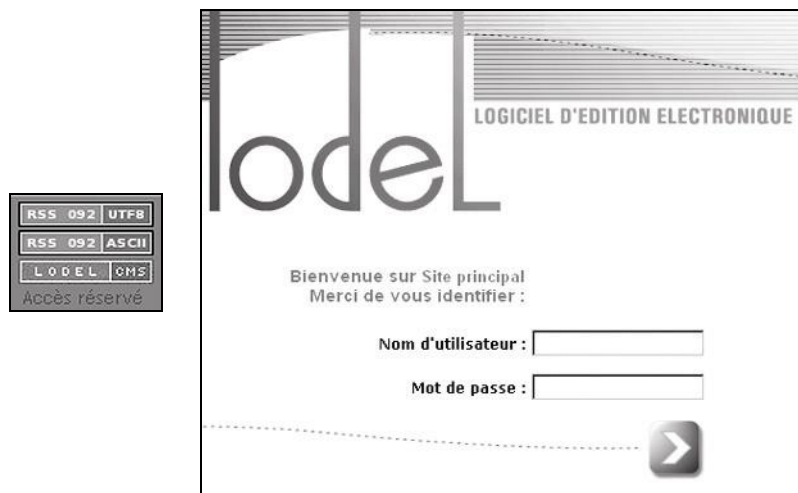 RSS 092 UTF8
RSS 092 ASCII
LODEL CMS
Accès réservé
lodeL
LOGICIEL D'EDITION ELECTRONIQUE
Bienvenue sur Site principal
Merci de vous identifier :
Nom d'utilisateur :
Mot de passe :